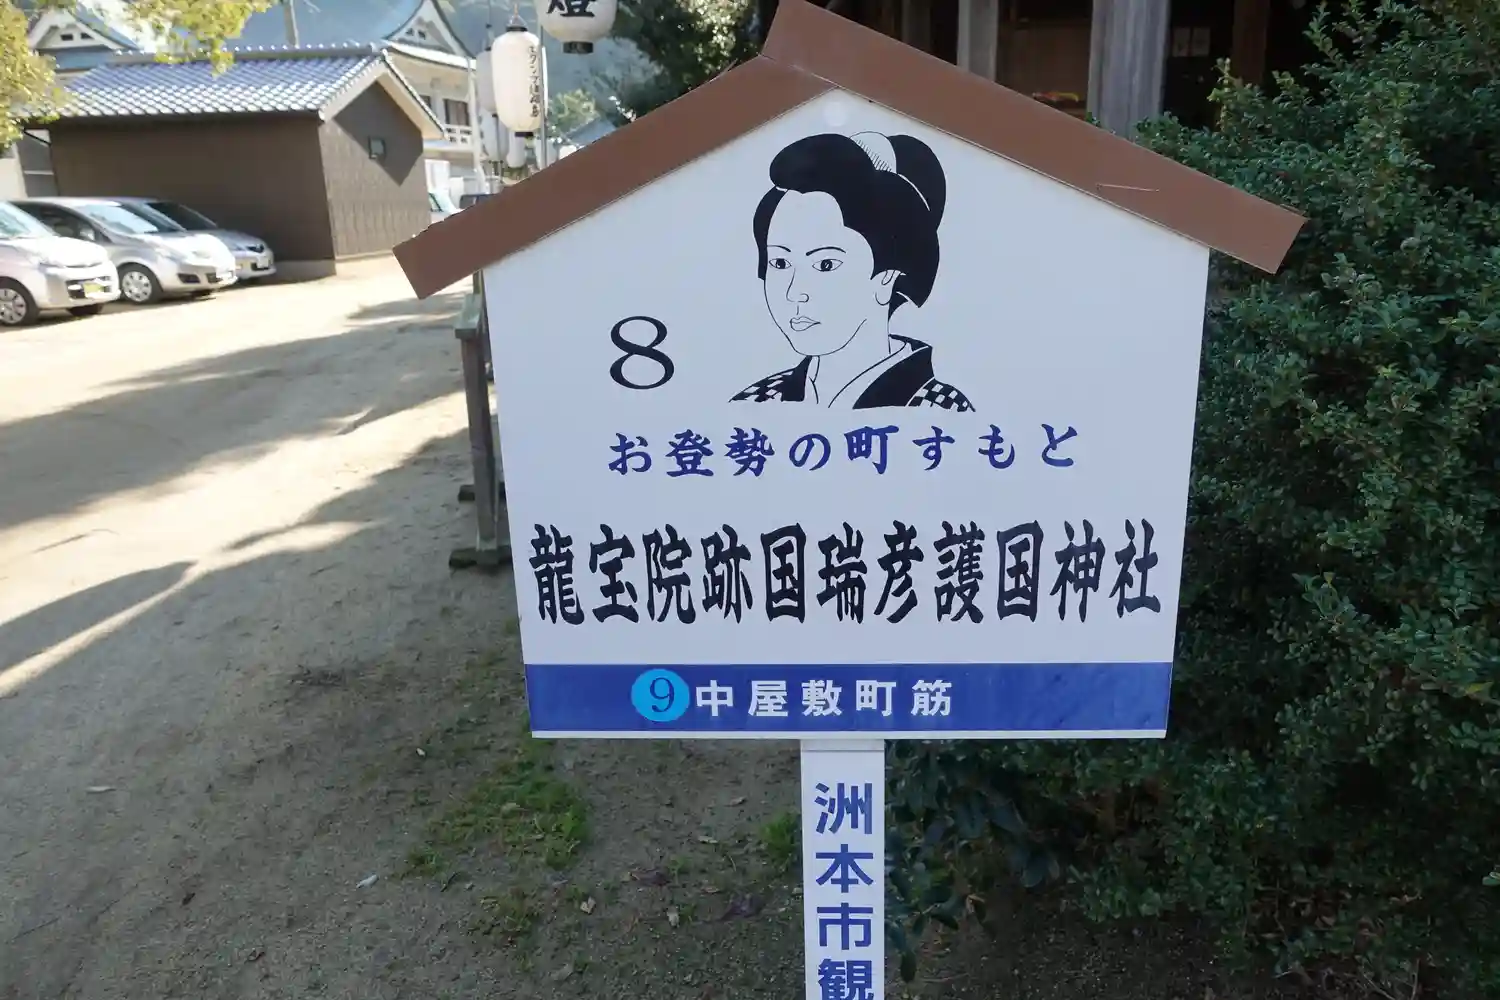 8
お登勢の町すもと
龍宝院跡国瑞彦護国神社
9中屋敷町筋
洲本市観